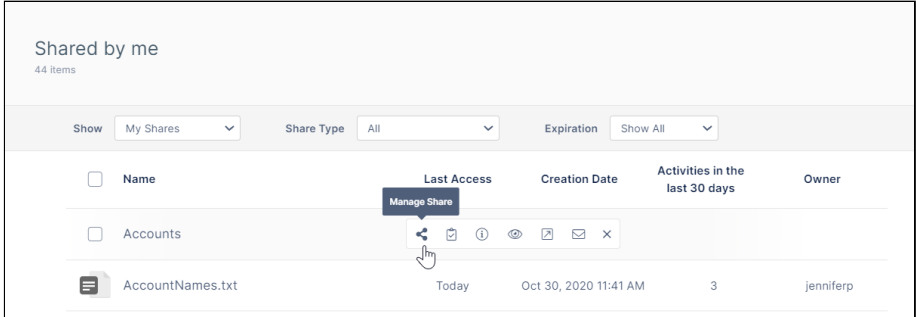 Shared by me
44 items
Show My Shares Share Type All Expiration Show All
Name Last Access Creation Date Activities in the last 30 days Owner
Manage Share
Accounts
AccountNames.txt Today Oct 30, 2020 11:41 AM 3 jenniferp